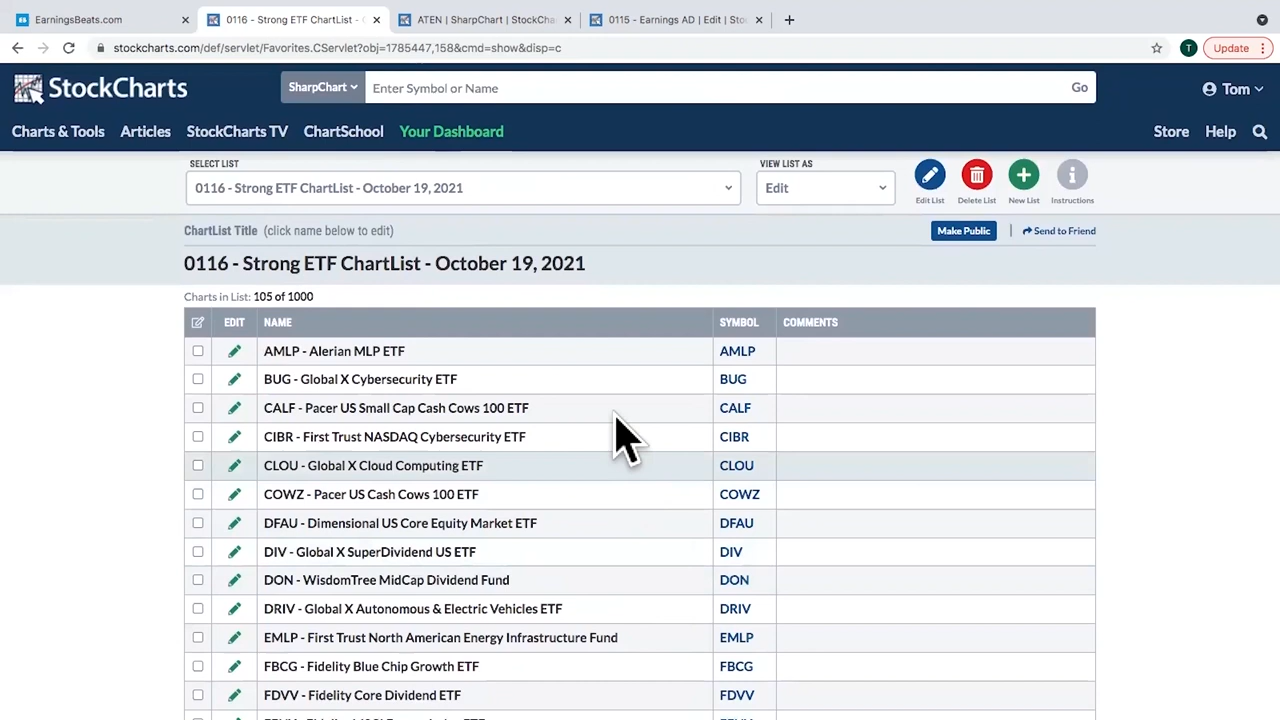 EarningsBeats.com
0116 - Strong ETF ChartList -
ATEN | SharpChart | StockCha
0115 - Earnings AD | Edit | Sto
stockcharts.com/def/servlet/Favorites.CServlet?obj=1785447,158&cmd=show&disp=c
T
Update
StockCharts
SharpChart
Enter Symbol or Name
Go
Tom
Charts & Tools
Articles
StockCharts TV
ChartSchool
Your Dashboard
Store
Help
SELECT LIST
VIEW LIST AS
0116 - Strong ETF ChartList - October 19, 2021
Edit
Edit List
Delete List
New List
Instructions
ChartList Title (click name below to edit)
Make Public
|
Send to Friend
0116 - Strong ETF ChartList - October 19, 2021
Charts in List: 105 of 1000
EDIT NAME SYMBOL COMMENTS
AMLP - Alerian MLP ETF AMLP
BUG - Global X Cybersecurity ETF BUG
CALF - Pacer US Small Cap Cash Cows 100 ETF CALF
CIBR - First Trust NASDAQ Cybersecurity ETF CIBR
CLOU - Global X Cloud Computing ETF CLOU
COWZ - Pacer US Cash Cows 100 ETF COWZ
DFAU - Dimensional US Core Equity Market ETF DFAU
DIV - Global X SuperDividend US ETF DIV
DON - WisdomTree MidCap Dividend Fund DON
DRIV - Global X Autonomous & Electric Vehicles ETF DRIV
EMLP - First Trust North American Energy Infrastructure Fund EMLP
FBCG - Fidelity Blue Chip Growth ETF FBCG
FDVV - Fidelity Core Dividend ETF FDVV